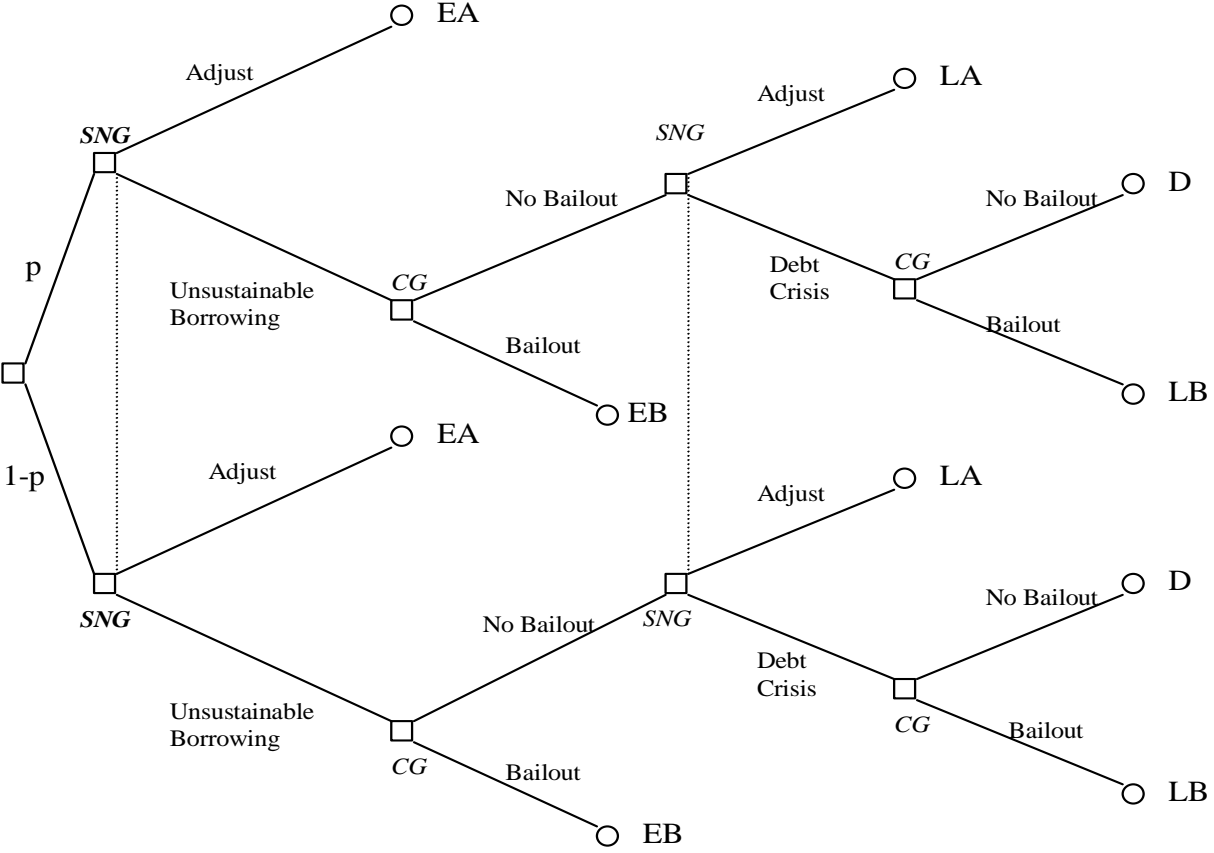 EA
Adjust
LA
Adjust
SNG
SNG
D
No Bailout
No Bailout
p
CG
Debt
Crisis
CG
Unsustainable
Borrowing
Bailout
Bailout
LB
EB
EA
Adjust
1-p
LA
Adjust
D
No Bailout
SNG
No Bailout
SNG
Debt
Crisis
Unsustainable
Borrowing
CG
Bailout
CG
Bailout
LB
EB